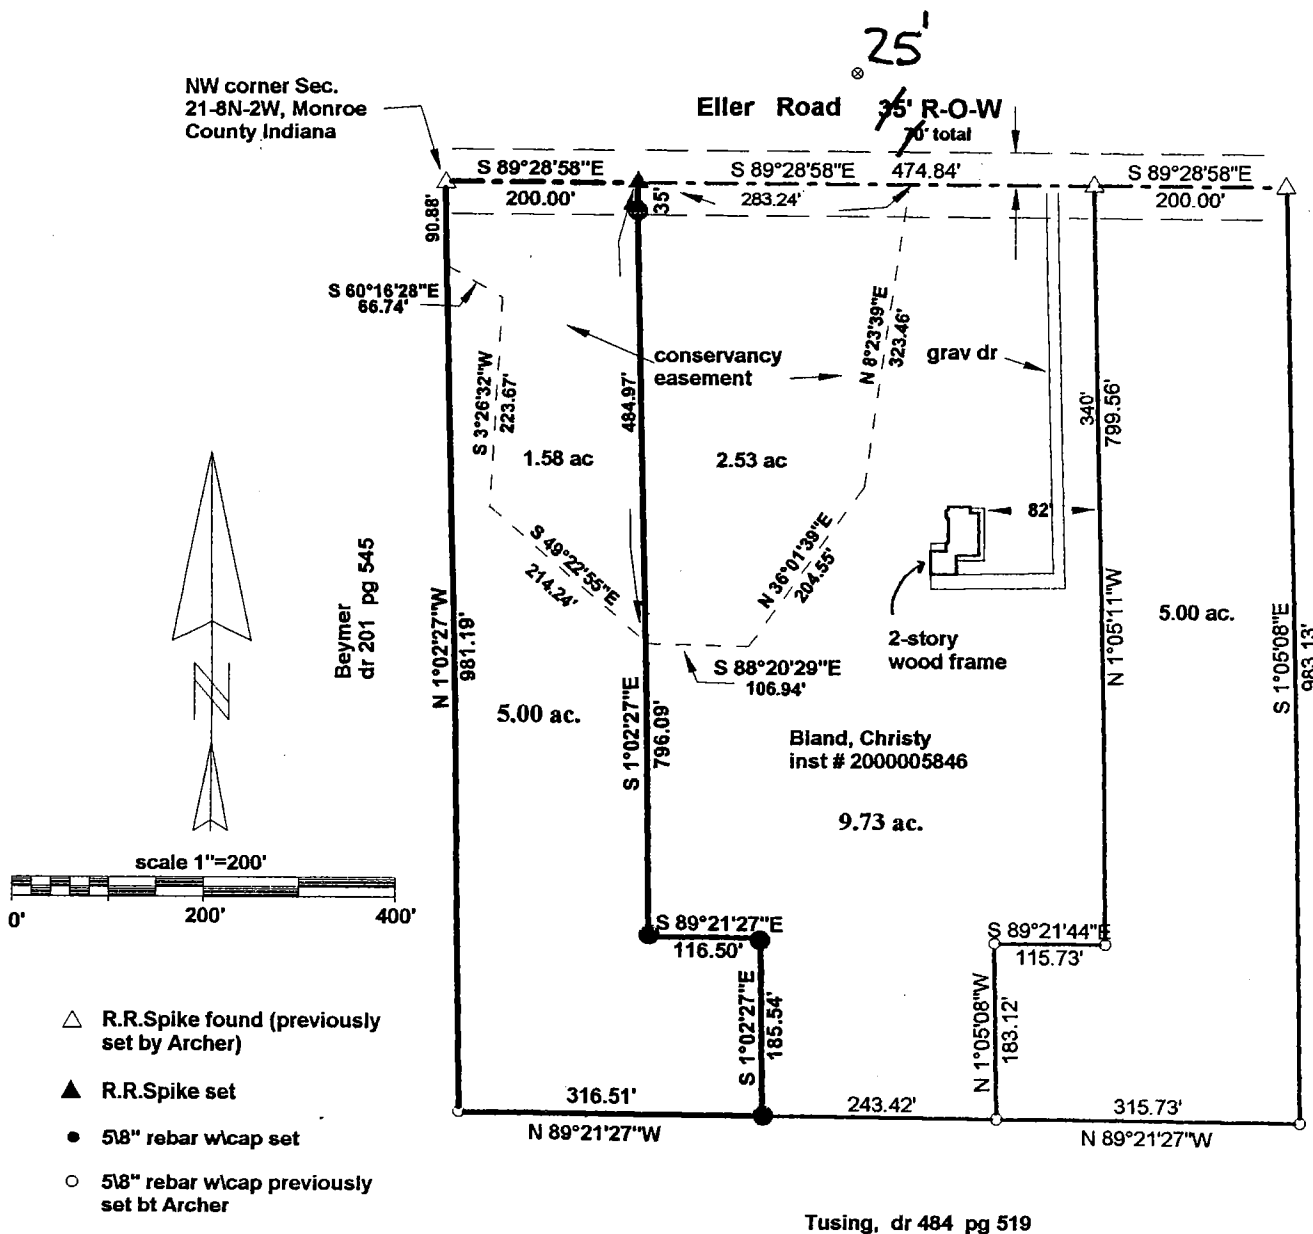 25'
NW corner Sec.
21-8N-2W, Monroe
County Indiana
Eller Road 35' R-O-W
70' total
S 89°28'58"E
S 89°28'58"E 474.84'
S 89°28'58"E
200.00'
35'
283.24'
200.00'
90.88'
S 60°16'28"E
66.74'
S 3°26'32"W
223.67'
484.97'
conservancy
easement
N 8°23'39"E
323.46'
grav dr
340'
799.56'
1.58 ac
2.53 ac
82'
S 49°22'55"E
214.24'
N 36°01'39"E
204.55'
Beymer
dr 201 pg 545
N 1°02'27"W
981.19'
N 1°05'11"W
5.00 ac.
S 1°05'08"E
983.13'
2-story
wood frame
S 88°20'29"E
106.94'
5.00 ac.
S 1°02'27"E
796.09'
Bland, Christy
inst # 2000005846
9.73 ac.
N
scale 1"=200'
0' 200' 400'
S 89°21'27"E
116.50'
S 89°21'44"E
115.73'
S 1°02'27"E
185.54'
N 1°05'08"W
183.12'
R.R.Spike found (previously
set by Archer)
R.R.Spike set
5\8" rebar w\cap set
5\8" rebar w\cap previously
set bt Archer
316.51'
N 89°21'27"W
243.42'
315.73'
N 89°21'27"W
Tusing, dr 484 pg 519